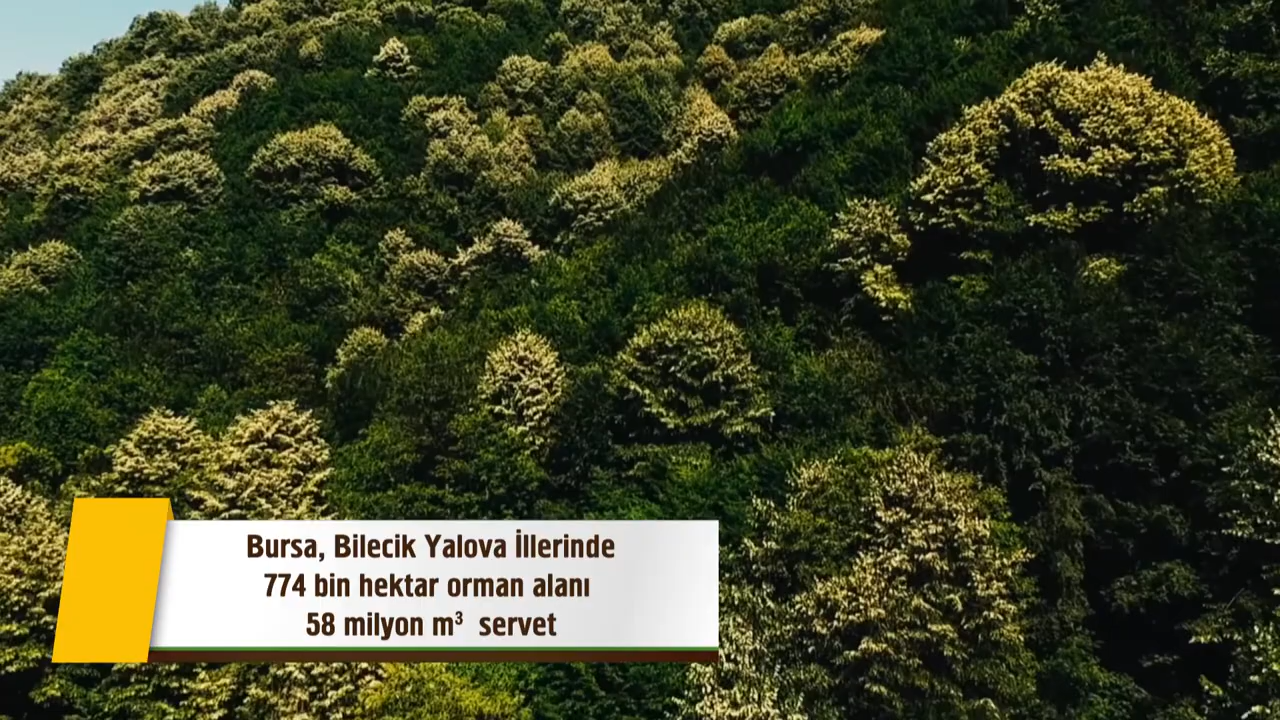 Bursa, Bilecik Yalova İllerinde
774 bin hektar orman alanı
58 milyon m³ servet